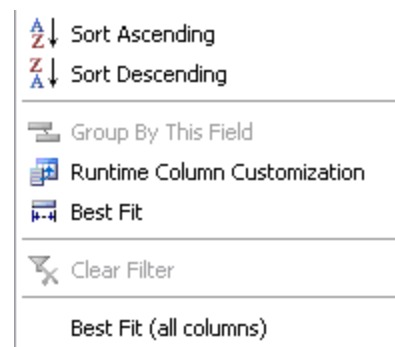 Sort Ascending
Sort Descending
Group By This Field
Runtime Column Customization
Best Fit
Clear Filter
Best Fit (all columns)